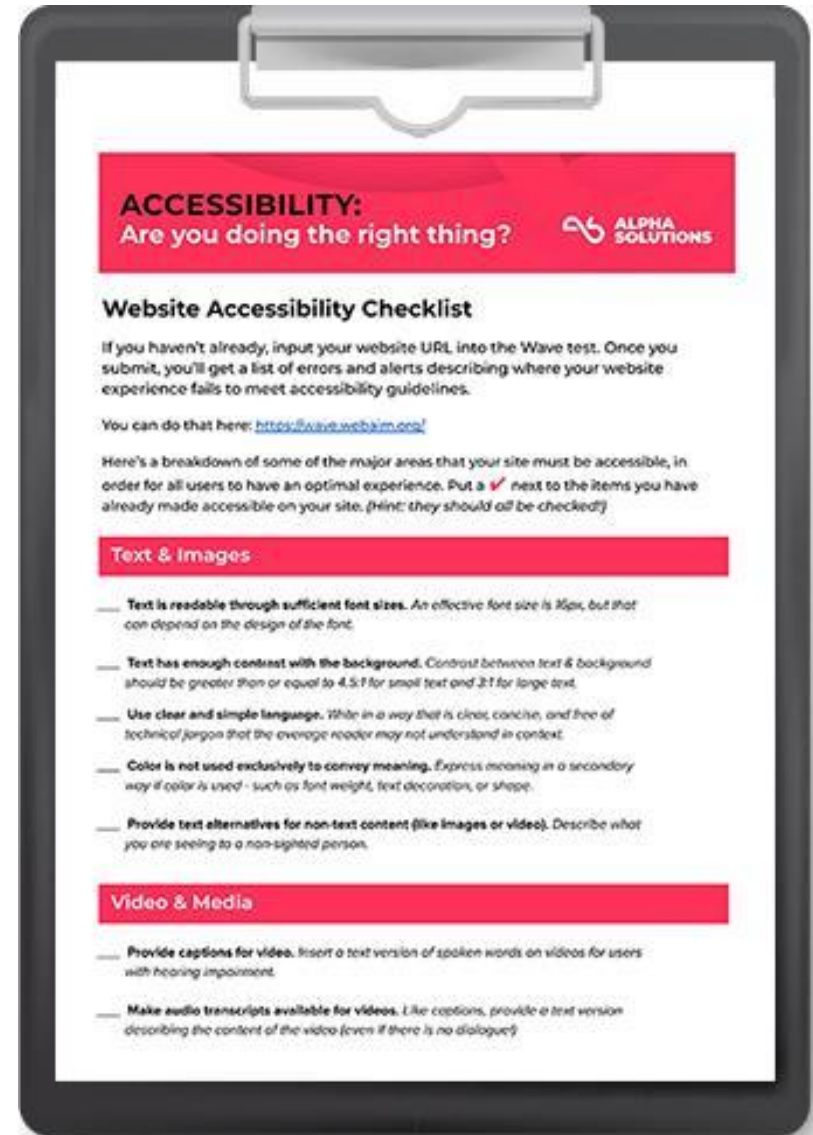 ACCESSIBILITY:
Are you doing the right thing?
ALPHA
SOLUTIONS
Website Accessibility Checklist
If you haven't already, input your website URL into the Wave test. Once you
submit, you'll get a list of errors and alerts describing where your website
experience fails to meet accessibility guidelines.
You can do that here: https://wave.webaim.org/
Here's a breakdown of some of the major areas that your site must be accessible, in
order for all users to have an optimal experience. Put a ✔ next to the items you have
already made accessible on your site. (Hint: they should all be checked!)
Text & Images
___ Text is readable through sufficient font sizes. An effective font size is 16px, but that
can depend on the design of the font.
___ Text has enough contrast with the background. Contrast between text & background
should be greater than or equal to 4.5:1 for small text and 3:1 for large text.
___ Use clear and simple language. Write in a way that is clear, concise, and free of
technical jargon that the average reader may not understand in context.
___ Color is not used exclusively to convey meaning. Express meaning in a secondary
way if color is used - such as font weight, text decoration, or shape.
___ Provide text alternatives for non-text content (like images or video). Describe what
you are seeing to a non-sighted person.
Video & Media
___ Provide captions for video. Insert a text version of spoken words on videos for users
with hearing impairment.
___ Make audio transcripts available for videos. Like captions, provide a text version
describing the content of the video (even if there is no dialogue!)